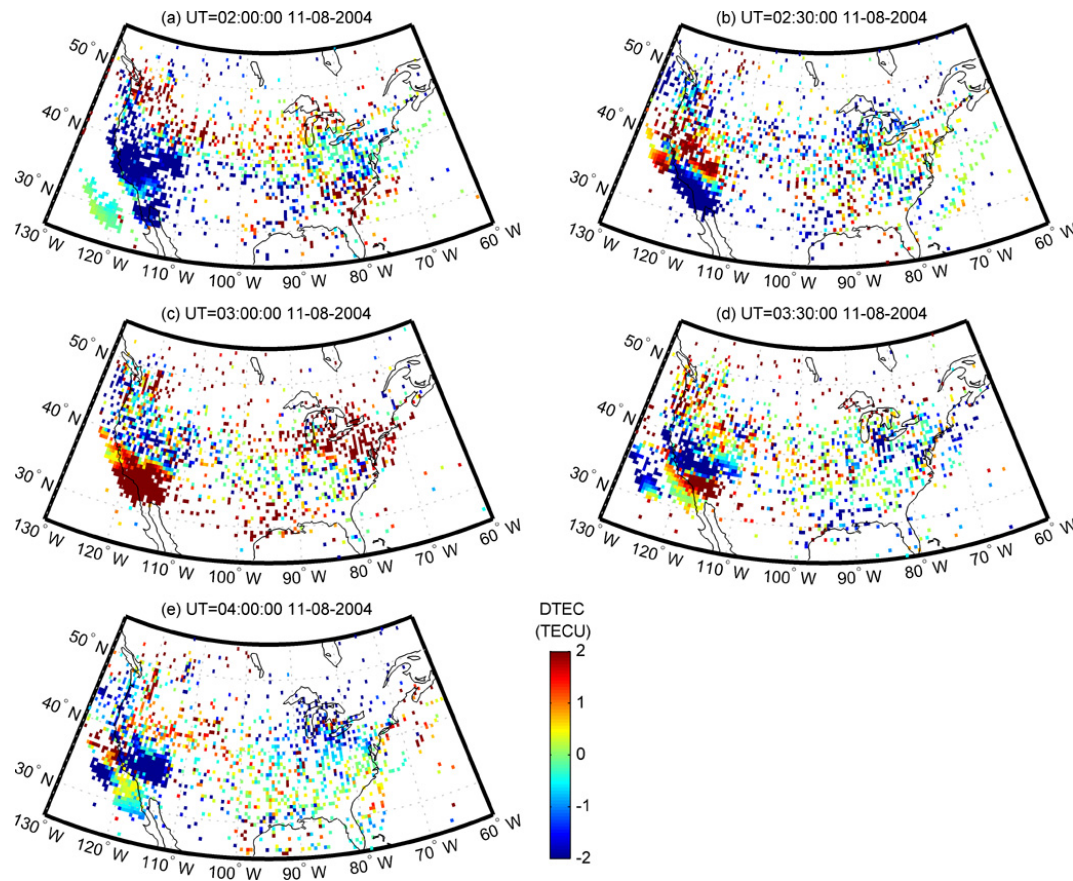 (a) UT=02:00:00 11-08-2004
50°N
40°N
30°N
130°W
120°W
110°W
100°W
90°W
80°W
70°W
60°W
(b) UT=02:30:00 11-08-2004
50°N
40°N
30°N
130°W
120°W
110°W
100°W
90°W
80°W
70°W
60°W
(c) UT=03:00:00 11-08-2004
50°N
40°N
30°N
130°W
120°W
110°W
100°W
90°W
80°W
70°W
60°W
(d) UT=03:30:00 11-08-2004
50°N
40°N
30°N
130°W
120°W
110°W
100°W
90°W
80°W
70°W
60°W
(e) UT=04:00:00 11-08-2004
50°N
40°N
30°N
130°W
120°W
110°W
100°W
90°W
80°W
70°W
60°W
DTEC
(TECU)
2
1
0
-1
-2